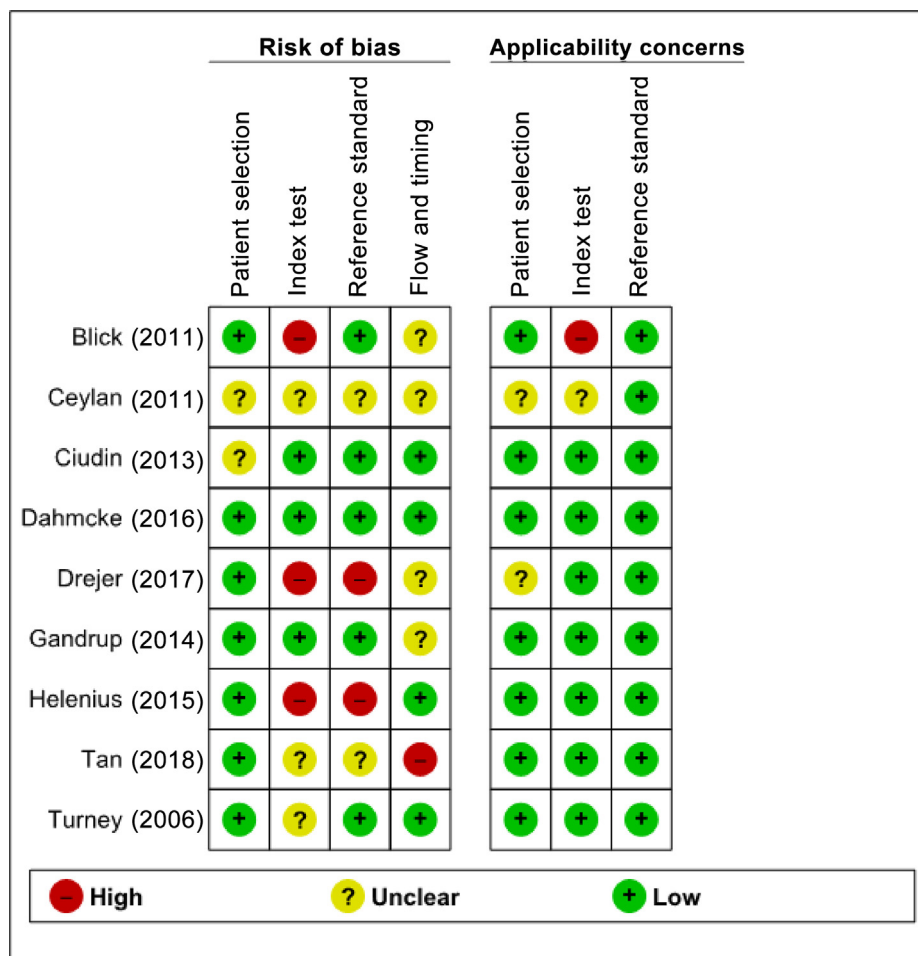 Risk of bias Applicability concerns
Patient selection Index test Reference standard Flow and timing Patient selection Index test Reference standard
Blick (2011) + – + ? + – +
Ceylan (2011) ? ? ? ? ? ? +
Ciudin (2013) ? + + + + + +
Dahmcke (2016) + + + + + + +
Drejer (2017) + – – ? ? + +
Gandrup (2014) + + + ? + + +
Helenius (2015) + – – + + + +
Tan (2018) + ? ? – + + +
Turney (2006) + ? + + + + +
– High ? Unclear + Low